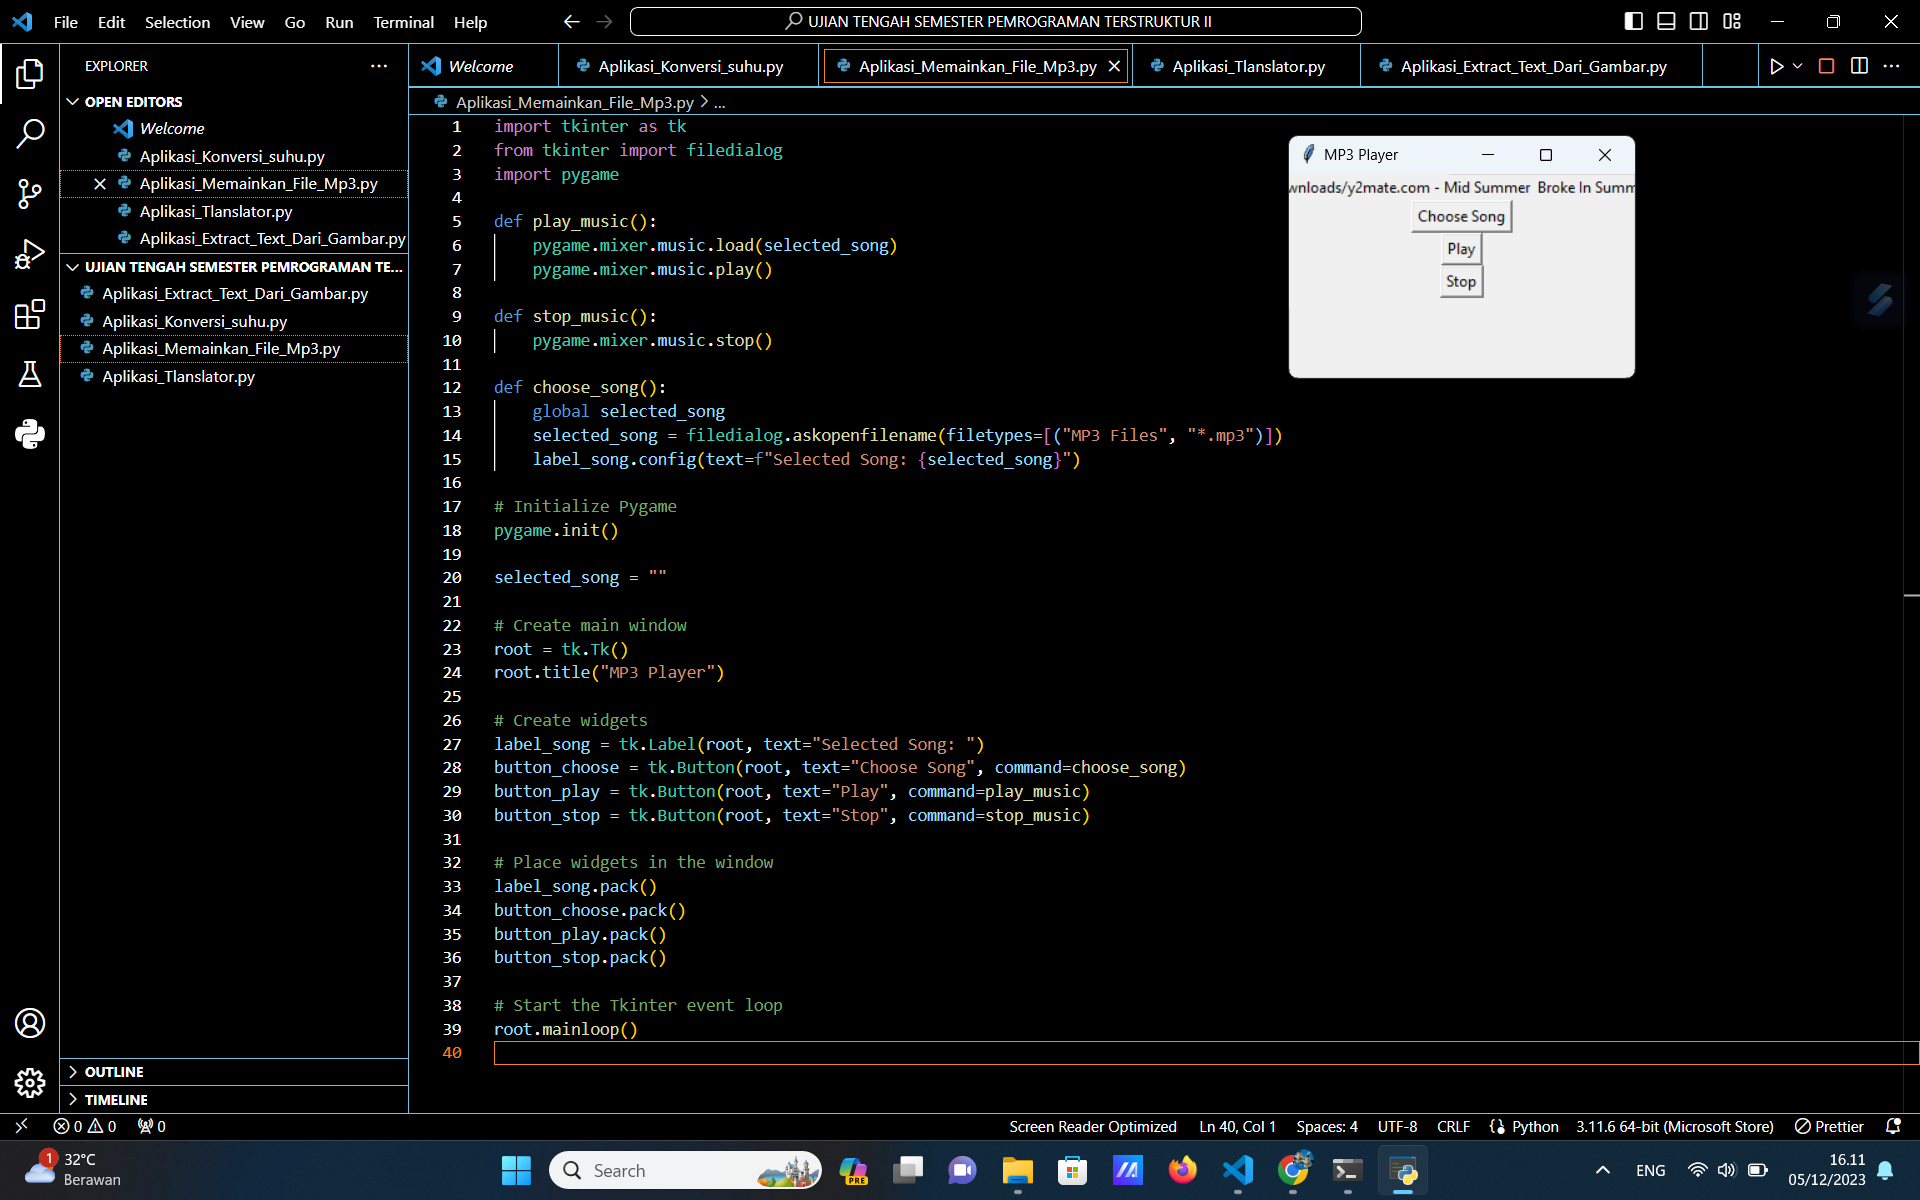 File Edit Selection View Go Run Terminal Help
UJIAN TENGAH SEMESTER PEMROGRAMAN TERSTRUKTUR II
EXPLORER
OPEN EDITORS
Welcome
Aplikasi_Konversi_suhu.py
Aplikasi_Memainkan_File_Mp3.py
Aplikasi_Tlanslator.py
Aplikasi_Extract_Text_Dari_Gambar.py
UJIAN TENGAH SEMESTER PEMROGRAMAN TE...
Aplikasi_Extract_Text_Dari_Gambar.py
Aplikasi_Konversi_suhu.py
Aplikasi_Memainkan_File_Mp3.py
Aplikasi_Tlanslator.py
OUTLINE
TIMELINE
Welcome Aplikasi_Konversi_suhu.py Aplikasi_Memainkan_File_Mp3.py Aplikasi_Tlanslator.py Aplikasi_Extract_Text_Dari_Gambar.py
Aplikasi_Memainkan_File_Mp3.py > ...
1 import tkinter as tk
2 from tkinter import filedialog
3 import pygame
4
5 def play_music():
6 pygame.mixer.music.load(selected_song)
7 pygame.mixer.music.play()
8
9 def stop_music():
10 pygame.mixer.music.stop()
11
12 def choose_song():
13 global selected_song
14 selected_song = filedialog.askopenfilename(filetypes=[("MP3 Files", "*.mp3")])
15 label_song.config(text=f"Selected Song: {selected_song}")
16
17 # Initialize Pygame
18 pygame.init()
19
20 selected_song = ""
21
22 # Create main window
23 root = tk.Tk()
24 root.title("MP3 Player")
25
26 # Create widgets
27 label_song = tk.Label(root, text="Selected Song: ")
28 button_choose = tk.Button(root, text="Choose Song", command=choose_song)
29 button_play = tk.Button(root, text="Play", command=play_music)
30 button_stop = tk.Button(root, text="Stop", command=stop_music)
31
32 # Place widgets in the window
33 label_song.pack()
34 button_choose.pack()
35 button_play.pack()
36 button_stop.pack()
37
38 # Start the Tkinter event loop
39 root.mainloop()
40
MP3 Player
wnloads/y2mate.com - Mid Summer Broke In Summ
Choose Song
Play
Stop
0 0 0
Screen Reader Optimized Ln 40, Col 1 Spaces: 4 UTF-8 CRLF Python 3.11.6 64-bit (Microsoft Store) Prettier
1
32°C
Berawan
Search
PRE
ENG
16.11
05/12/2023